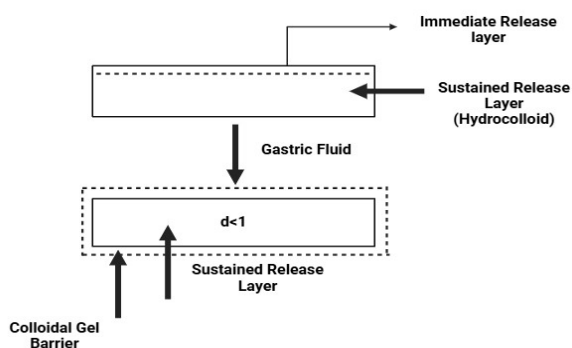 Immediate Release
layer
Sustained Release
Layer
(Hydrocolloid)
Gastric Fluid
d<1
Sustained Release
Layer
Colloidal Gel
Barrier